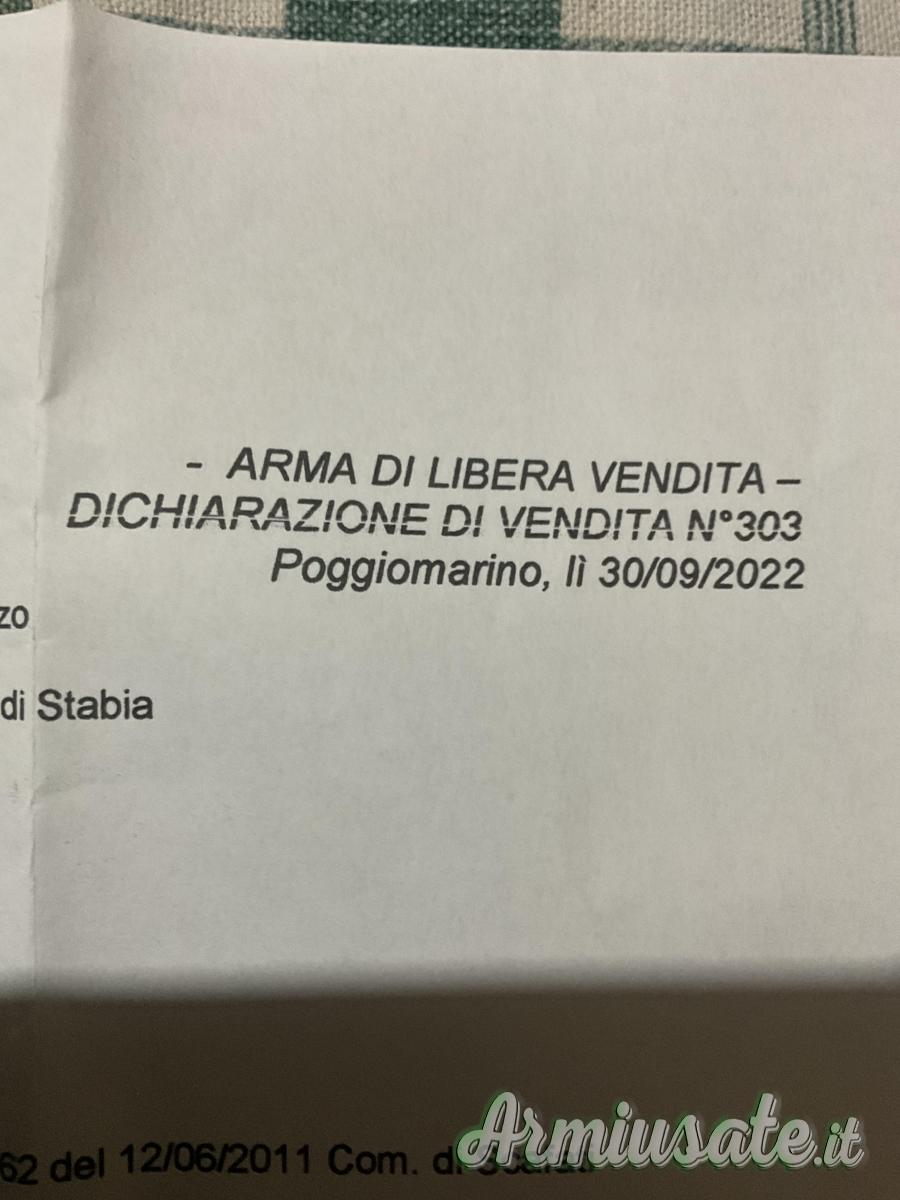 - ARMA DI LIBERA VENDITA –
DICHIARAZIONE DI VENDITA N°303
Poggiomarino, lì 30/09/2022
zo
di Stabia
62 del 12/06/2011 Com. di
Armiusate.it